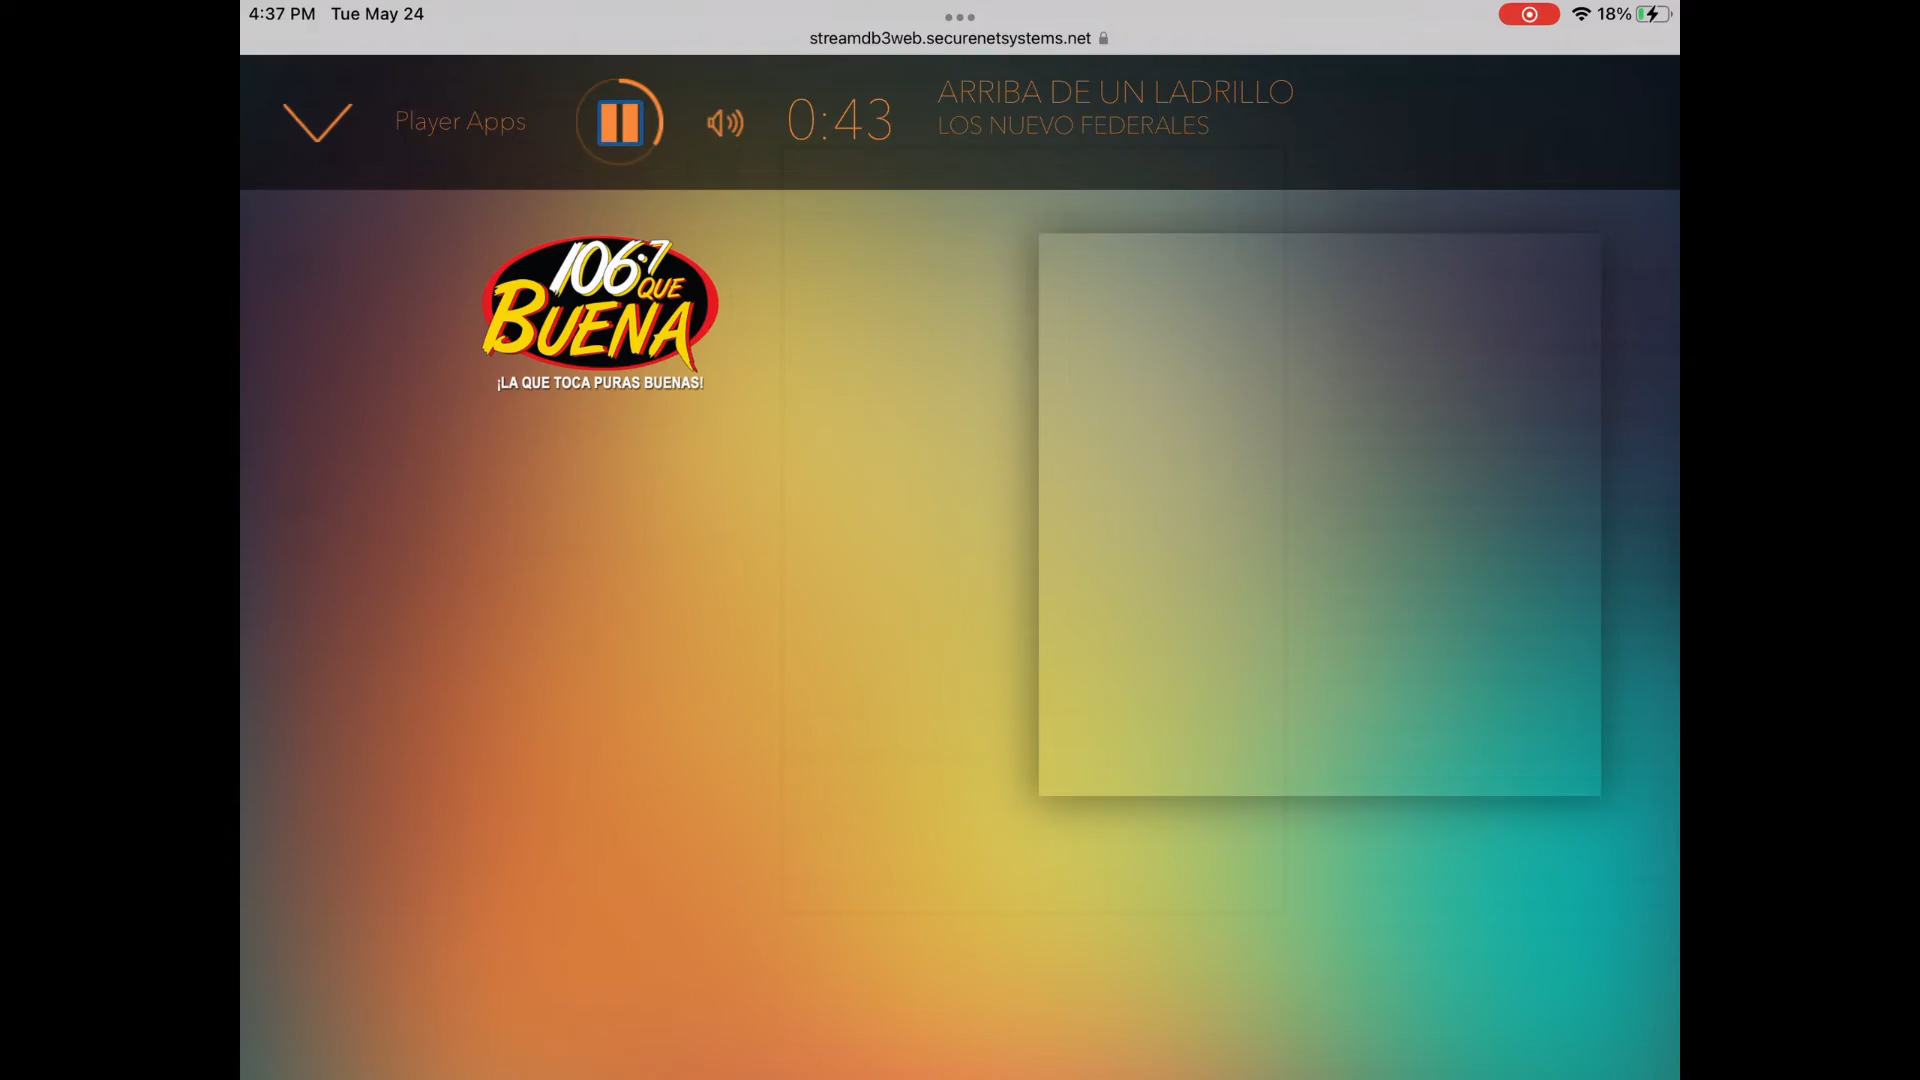 4:37 PM Tue May 24
18%
streamdb3web.securenetsystems.net
Player Apps
0:43
ARRIBA DE UN LADRILLO
LOS NUEVO FEDERALES
106.7
QUE
BUENA
¡LA QUE TOCA PURAS BUENAS!